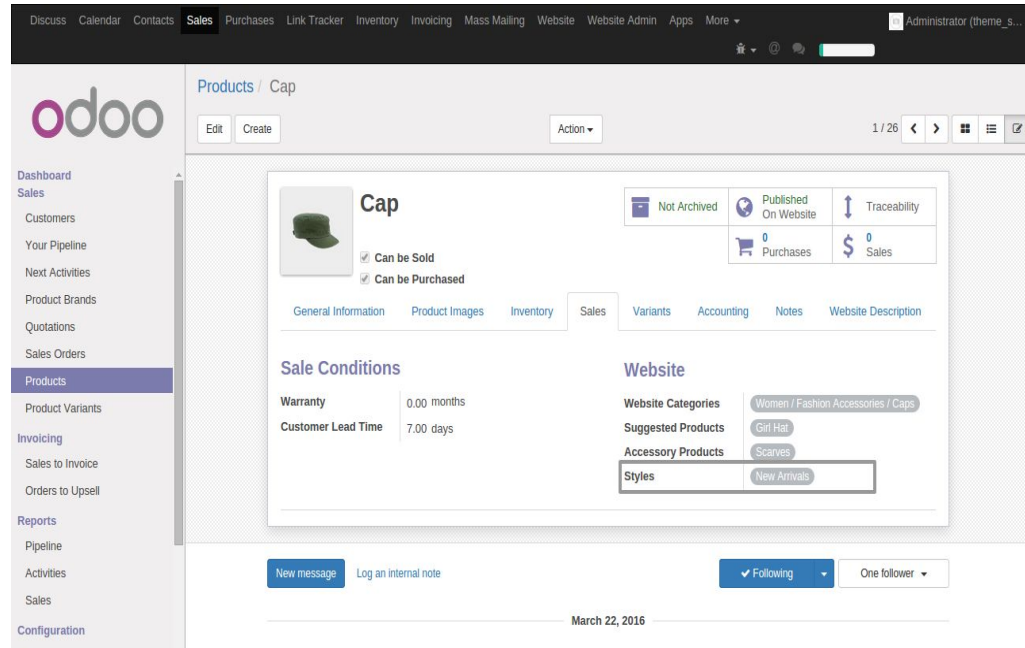 Discuss Calendar Contacts Sales Purchases Link Tracker Inventory Invoicing Mass Mailing Website Website Admin Apps More
Administrator (theme_s...
@
odoo
Products / Cap
Edit Create Action 1 / 26
Dashboard
Sales
Customers
Your Pipeline
Next Activities
Product Brands
Quotations
Sales Orders
Products
Product Variants
Invoicing
Sales to Invoice
Orders to Upsell
Reports
Pipeline
Activities
Sales
Configuration
Cap
Can be Sold
Can be Purchased
Not Archived
Published
On Website
Traceability
0
Purchases
0
Sales
General Information Product Images Inventory Sales Variants Accounting Notes Website Description
Sale Conditions
Warranty 0.00 months
Customer Lead Time 7.00 days
Website
Website Categories Women / Fashion Accessories / Caps
Suggested Products Girl Hat
Accessory Products Scarves
Styles New Arrivals
New message Log an internal note Following One follower
March 22, 2016